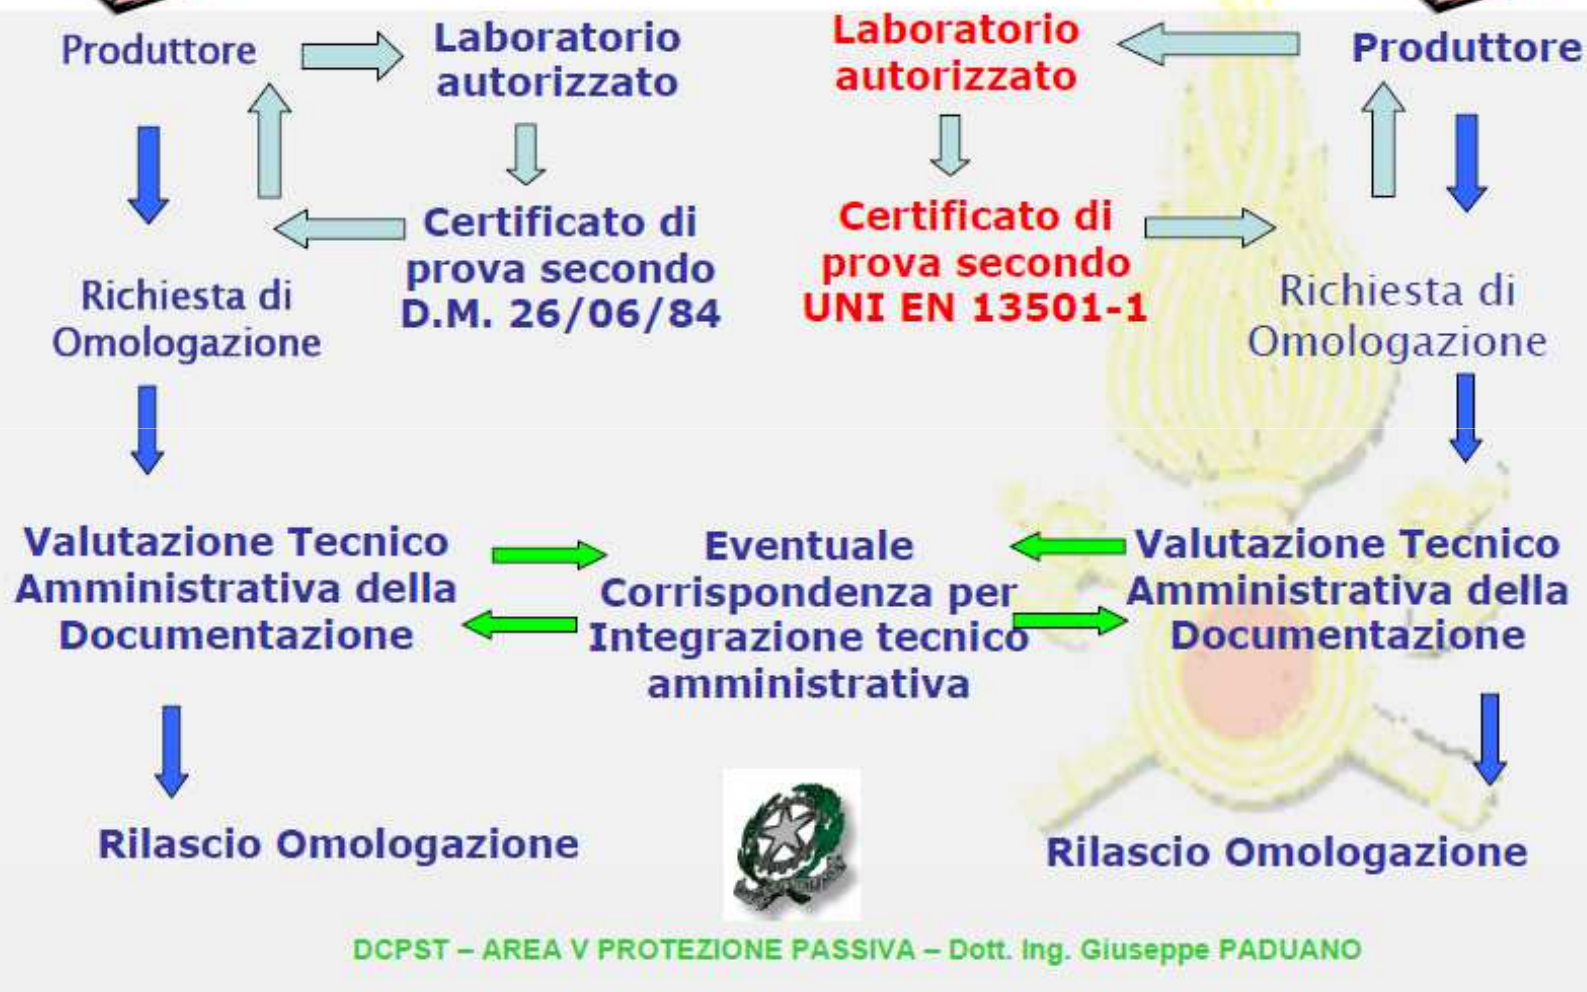 Produttore
Laboratorio
autorizzato
Certificato di
prova secondo
D.M. 26/06/84
Richiesta di
Omologazione
Laboratorio
autorizzato
Produttore
Certificato di
prova secondo
UNI EN 13501-1
Richiesta di
Omologazione
Valutazione Tecnico
Amministrativa della
Documentazione
Eventuale
Corrispondenza per
Integrazione tecnico
amministrativa
Valutazione Tecnico
Amministrativa della
Documentazione
Rilascio Omologazione
Rilascio Omologazione
DCPST – AREA V PROTEZIONE PASSIVA – Dott. Ing. Giuseppe PADUANO